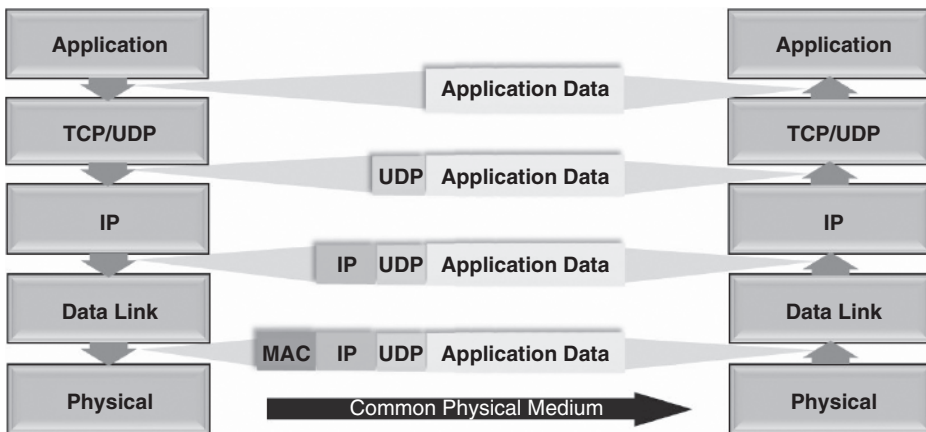 Application
Application Data
Application
TCP/UDP
UDP Application Data
TCP/UDP
IP
IP UDP Application Data
IP
Data Link
MAC IP UDP Application Data
Data Link
Physical
Common Physical Medium
Physical